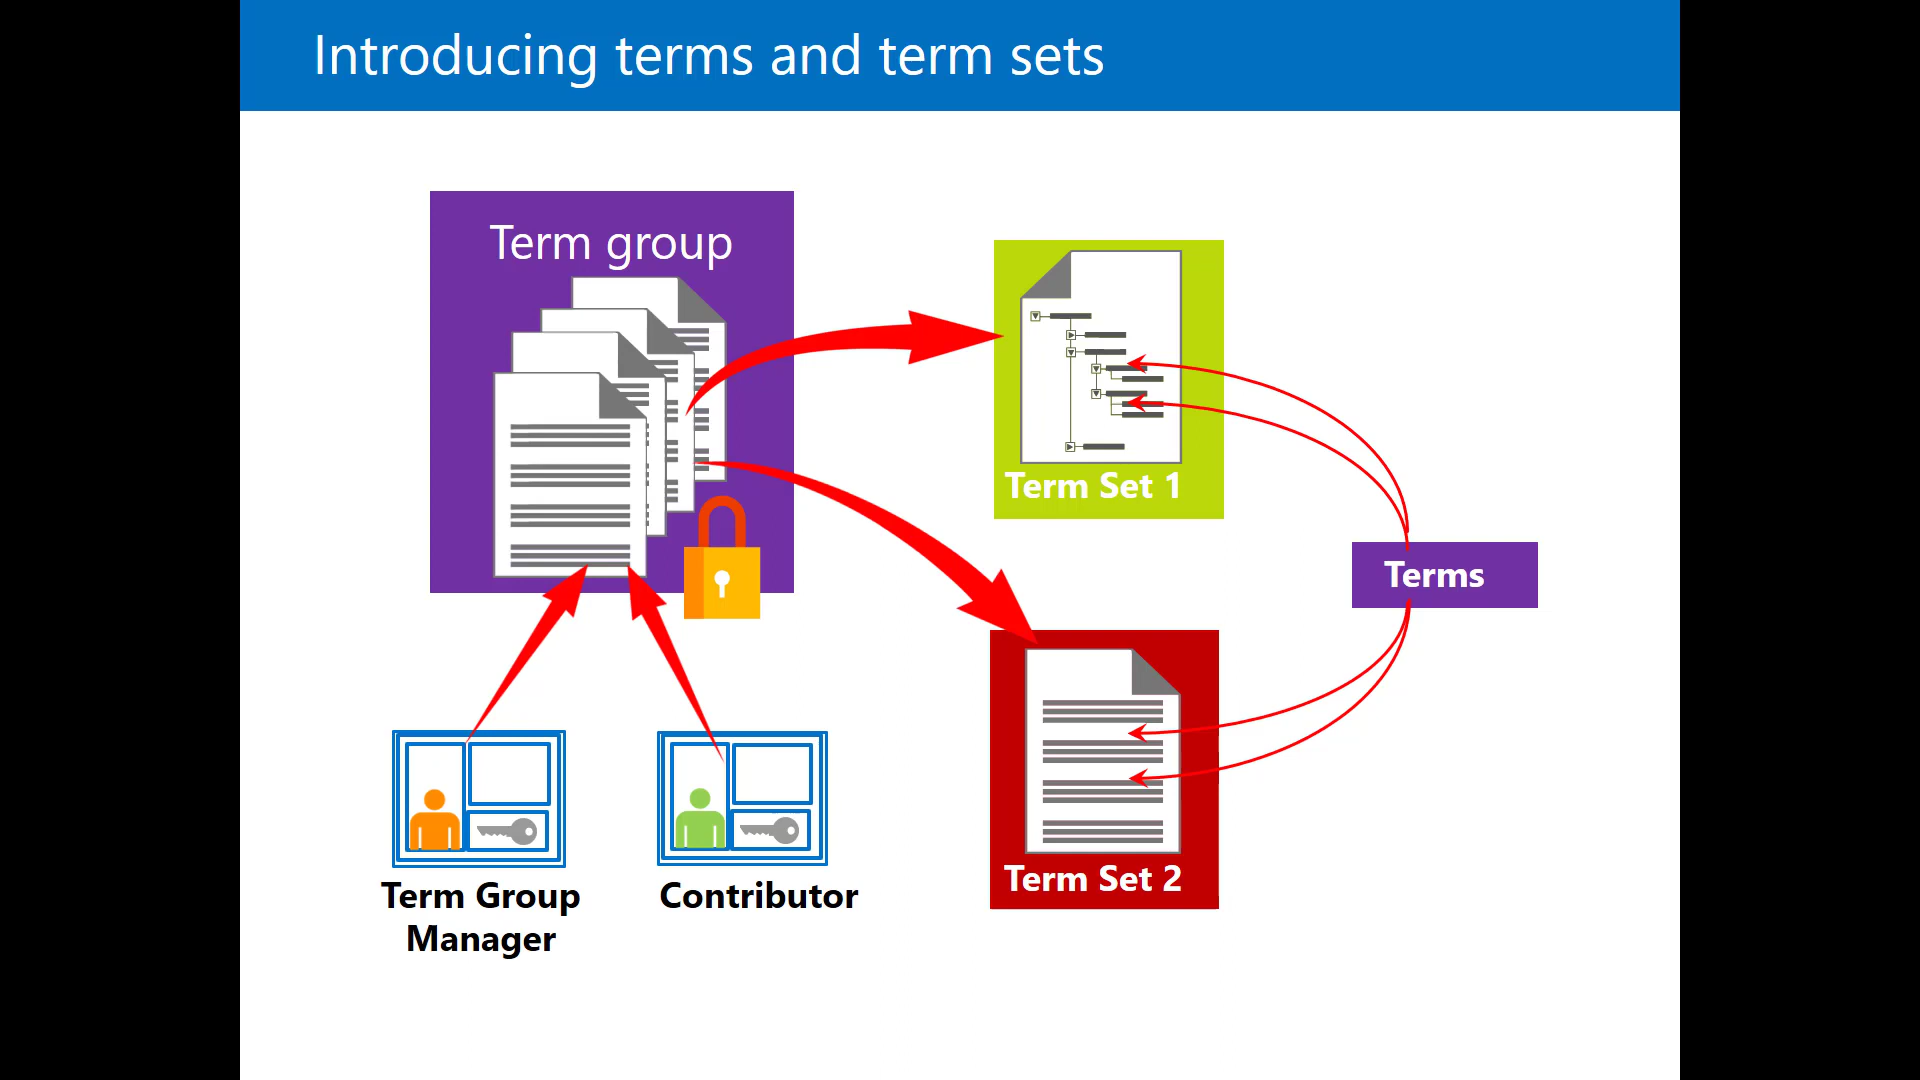 Introducing terms and term sets
Term group
Term Set 1
Terms
Term Set 2
Term Group
Manager
Contributor